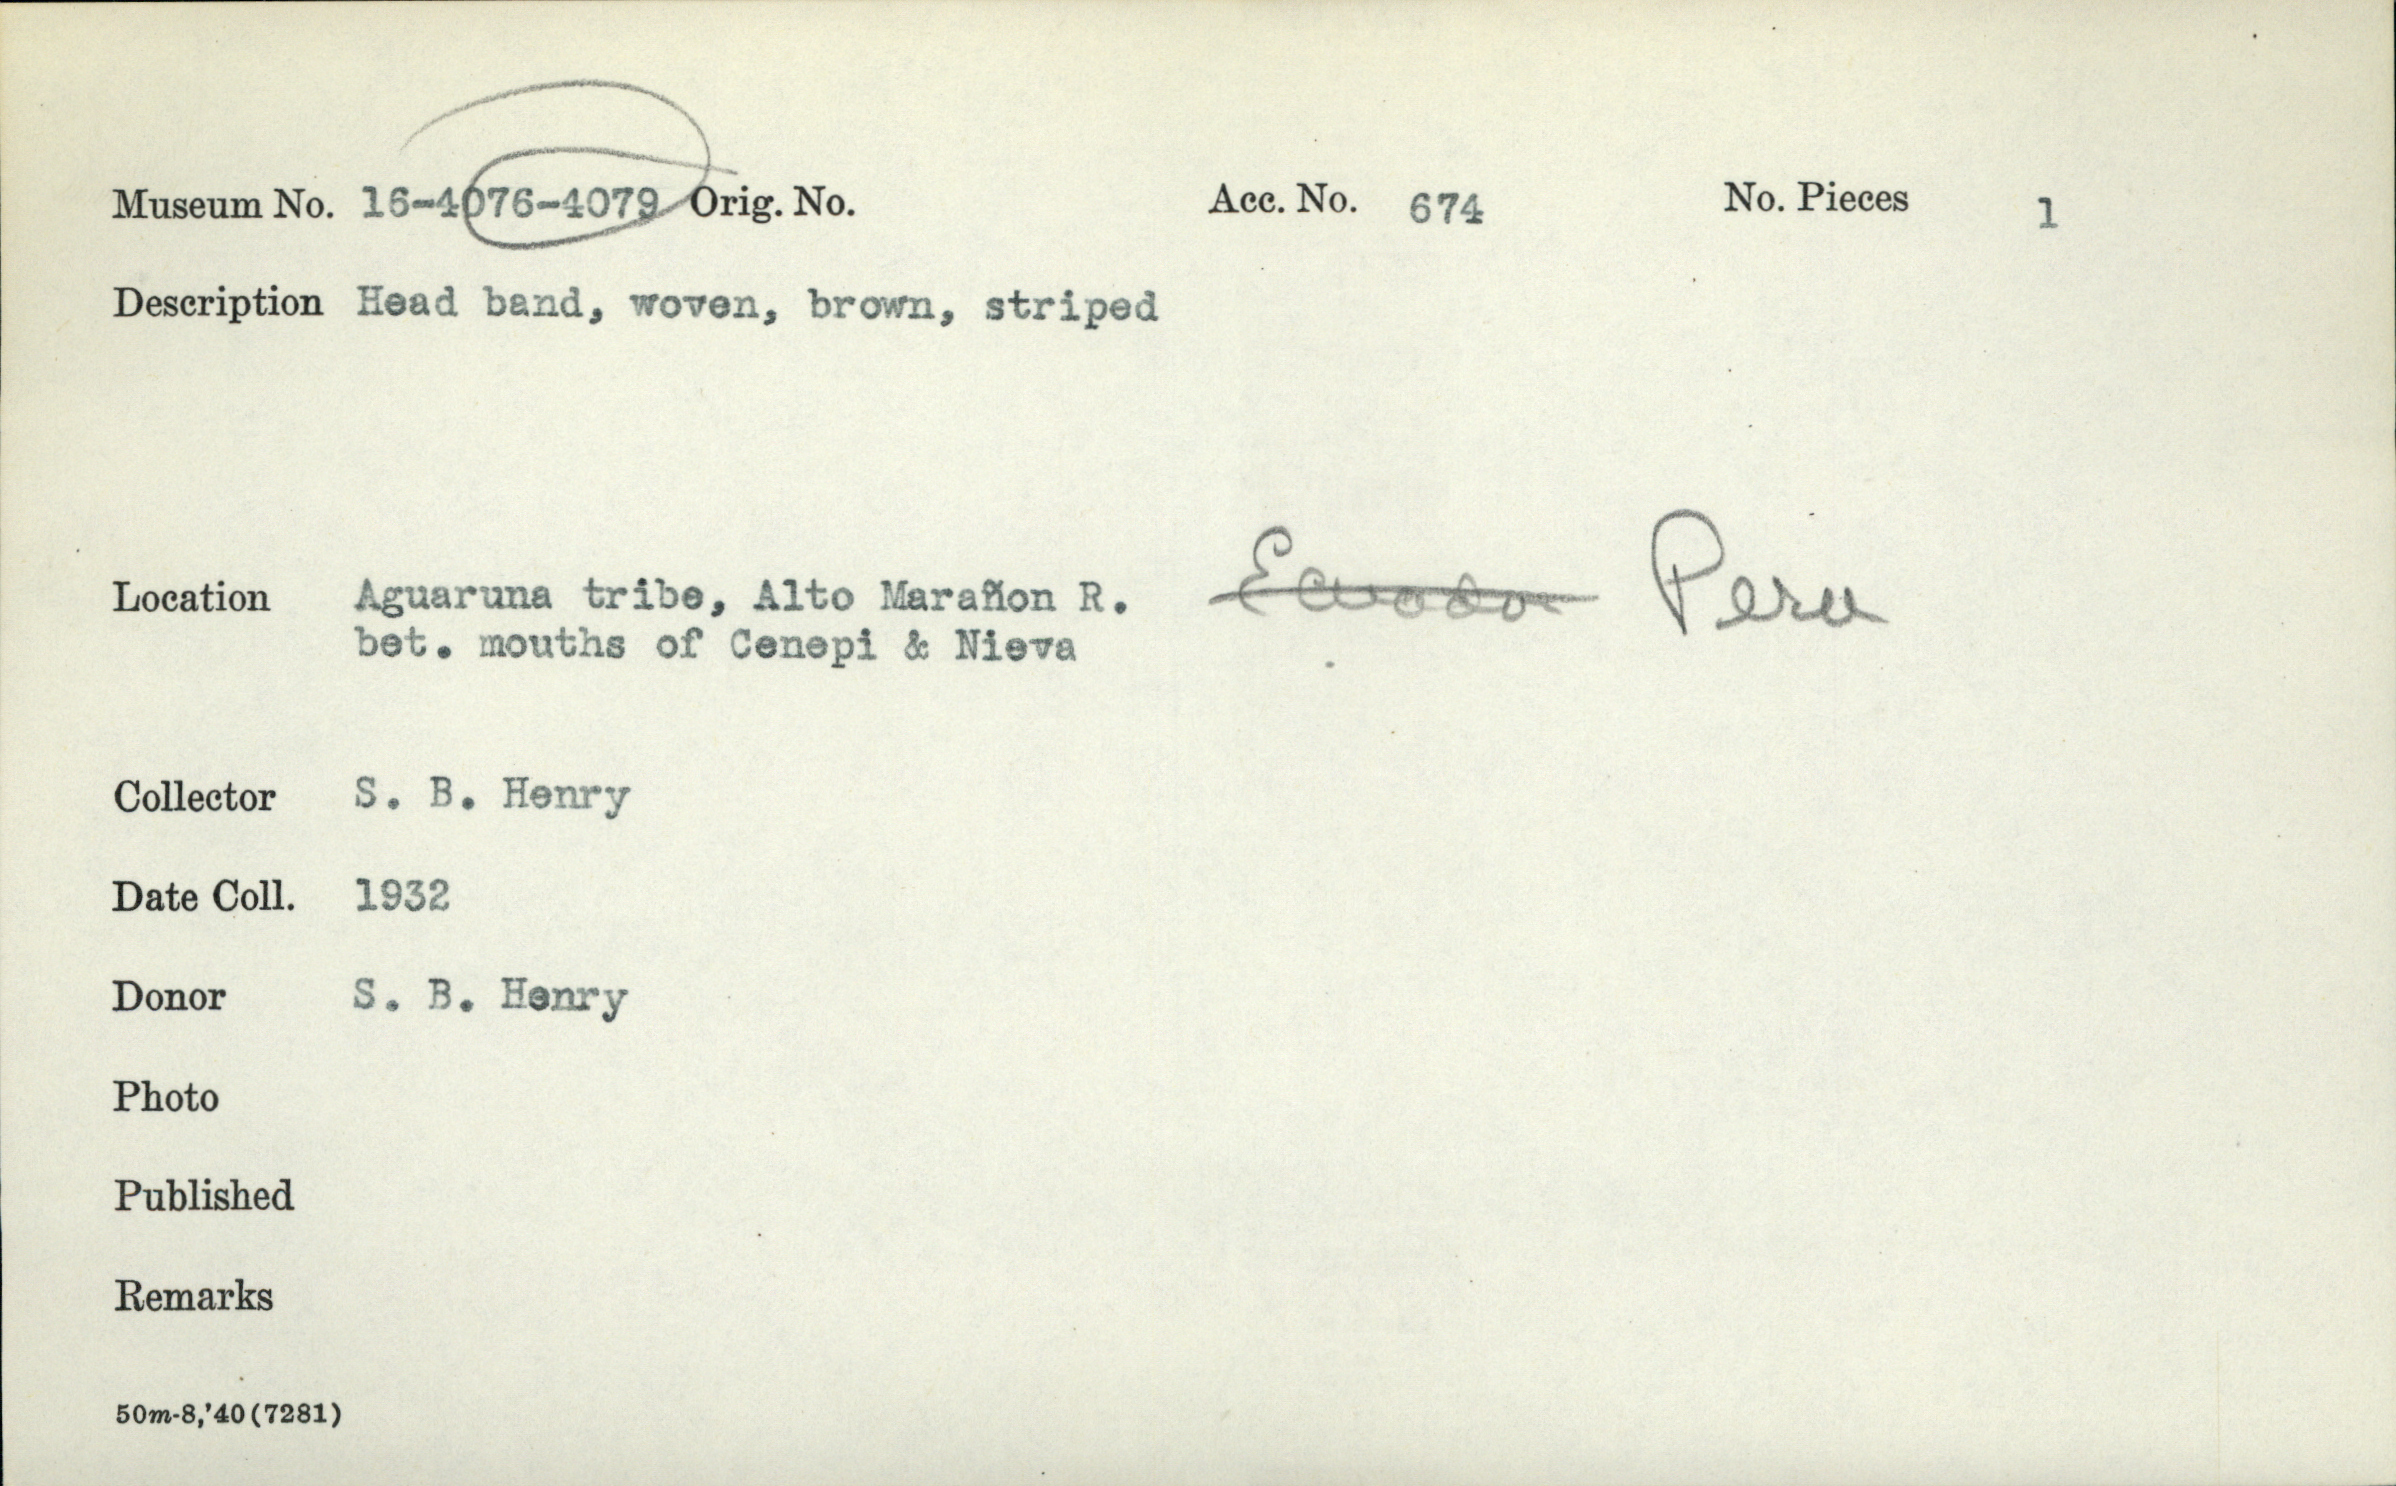 Museum No. 16-4076-4079 Orig. No. Acc. No. 674 No. Pieces 1
Description Head band, woven, brown, striped
Location Aguaruna tribe, Alto Marañon R. Ecuador Peru
bet. mouths of Cenepi & Nieva
Collector S. B. Henry
Date Coll. 1932
Donor S. B. Henry
Photo
Published
Remarks
50m-8,'40(7281)